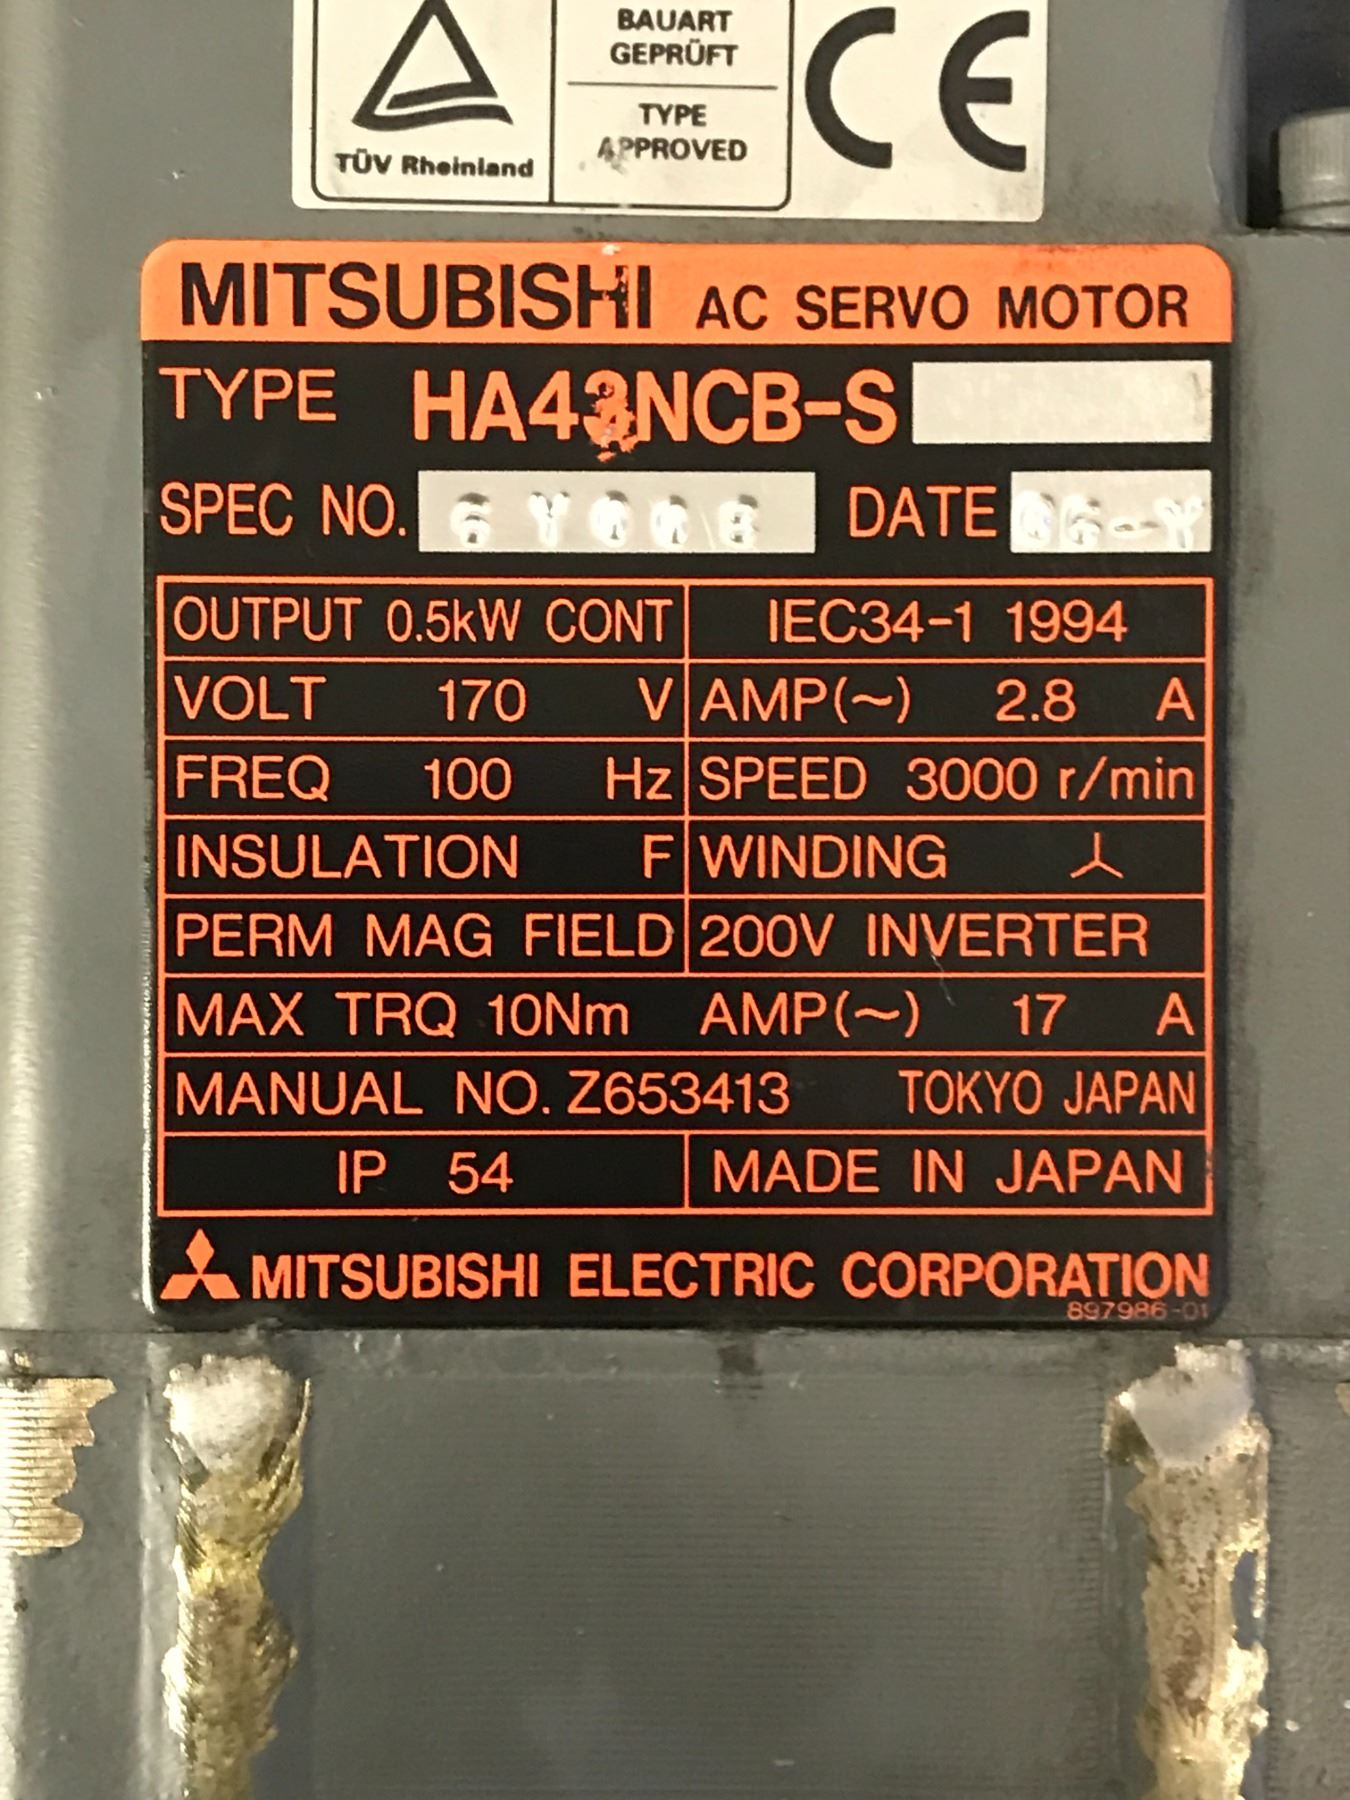 BAUART
GEPRÜFT
TYPE
APPROVED
TÜV Rheinland
CE
MITSUBISHI AC SERVO MOTOR
TYPE HA43NCB-S
SPEC NO. DATE
OUTPUT 0.5kW CONT IEC34-1 1994
VOLT 170 V AMP(~) 2.8 A
FREQ 100 Hz SPEED 3000 r/min
INSULATION F WINDING
PERM MAG FIELD 200V INVERTER
MAX TRQ 10Nm AMP(~) 17 A
MANUAL NO. Z653413 TOKYO JAPAN
IP 54 MADE IN JAPAN
MITSUBISHI ELECTRIC CORPORATION
897986-01